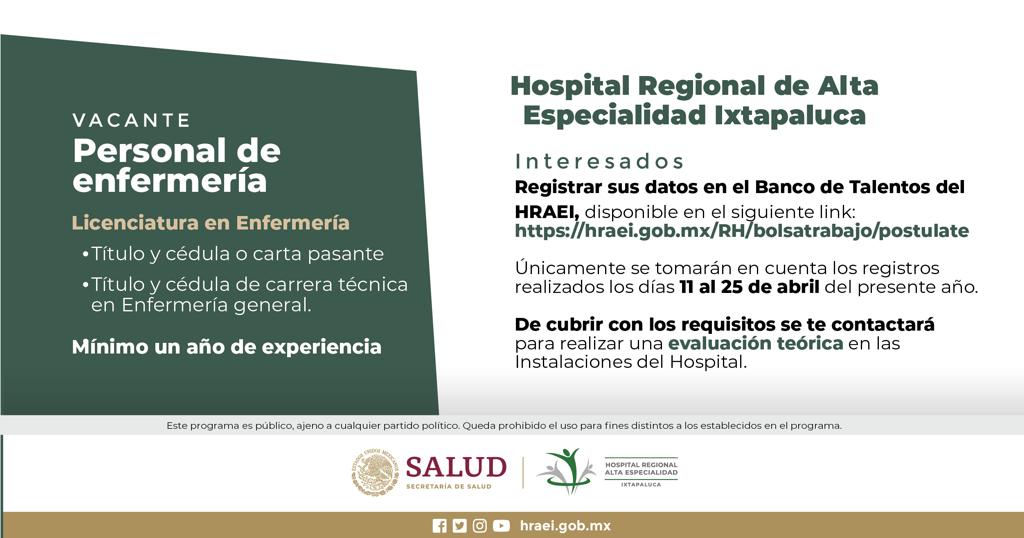 VACANTE
Personal de
enfermería
Licenciatura en Enfermería
•Título y cédula o carta pasante
•Título y cédula de carrera técnica
en Enfermería general.
Mínimo un año de experiencia
Hospital Regional de Alta
Especialidad Ixtapaluca
Interesados
Registrar sus datos en el Banco de Talentos del
HRAEI, disponible en el siguiente link:
https://hraei.gob.mx/RH/bolsatrabajo/postulate
Únicamente se tomarán en cuenta los registros
realizados los días 11 al 25 de abril del presente año.
De cubrir con los requisitos se te contactará
para realizar una evaluación teórica en las
Instalaciones del Hospital.
Este programa es público, ajeno a cualquier partido político. Queda prohibido el uso para fines distintos a los establecidos en el programa.
ESTADOS UNIDOS MEXICANOS
SALUD
SECRETARÍA DE SALUD
HOSPITAL REGIONAL
ALTA ESPECIALIDAD
IXTAPALUCA
hraei.gob.mx